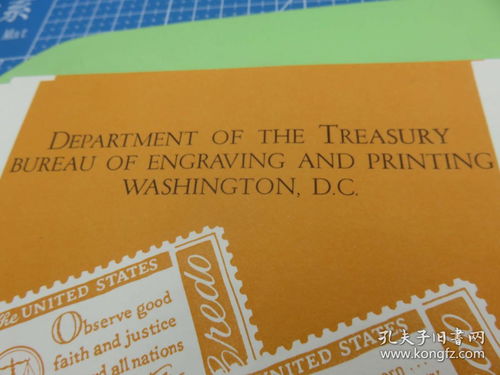 DEPARTMENT OF THE TREASURY
BUREAU OF ENGRAVING AND PRINTING
WASHINGTON, D.C.
The UNITED STATES
Credo
Observe good
faith and justice
all nations
UNITED STATES
孔夫子旧书网
www.kongfz.com